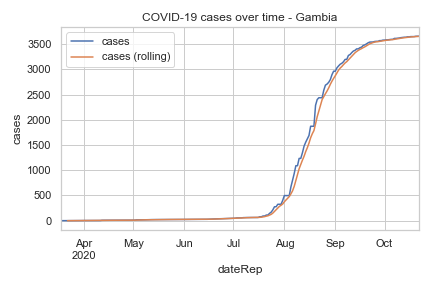 COVID-19 cases over time - Gambia
cases
cases (rolling)
3500
3000
2500
2000
1500
1000
500
0
cases
Apr
2020
May
Jun
Jul
Aug
Sep
Oct
dateRep